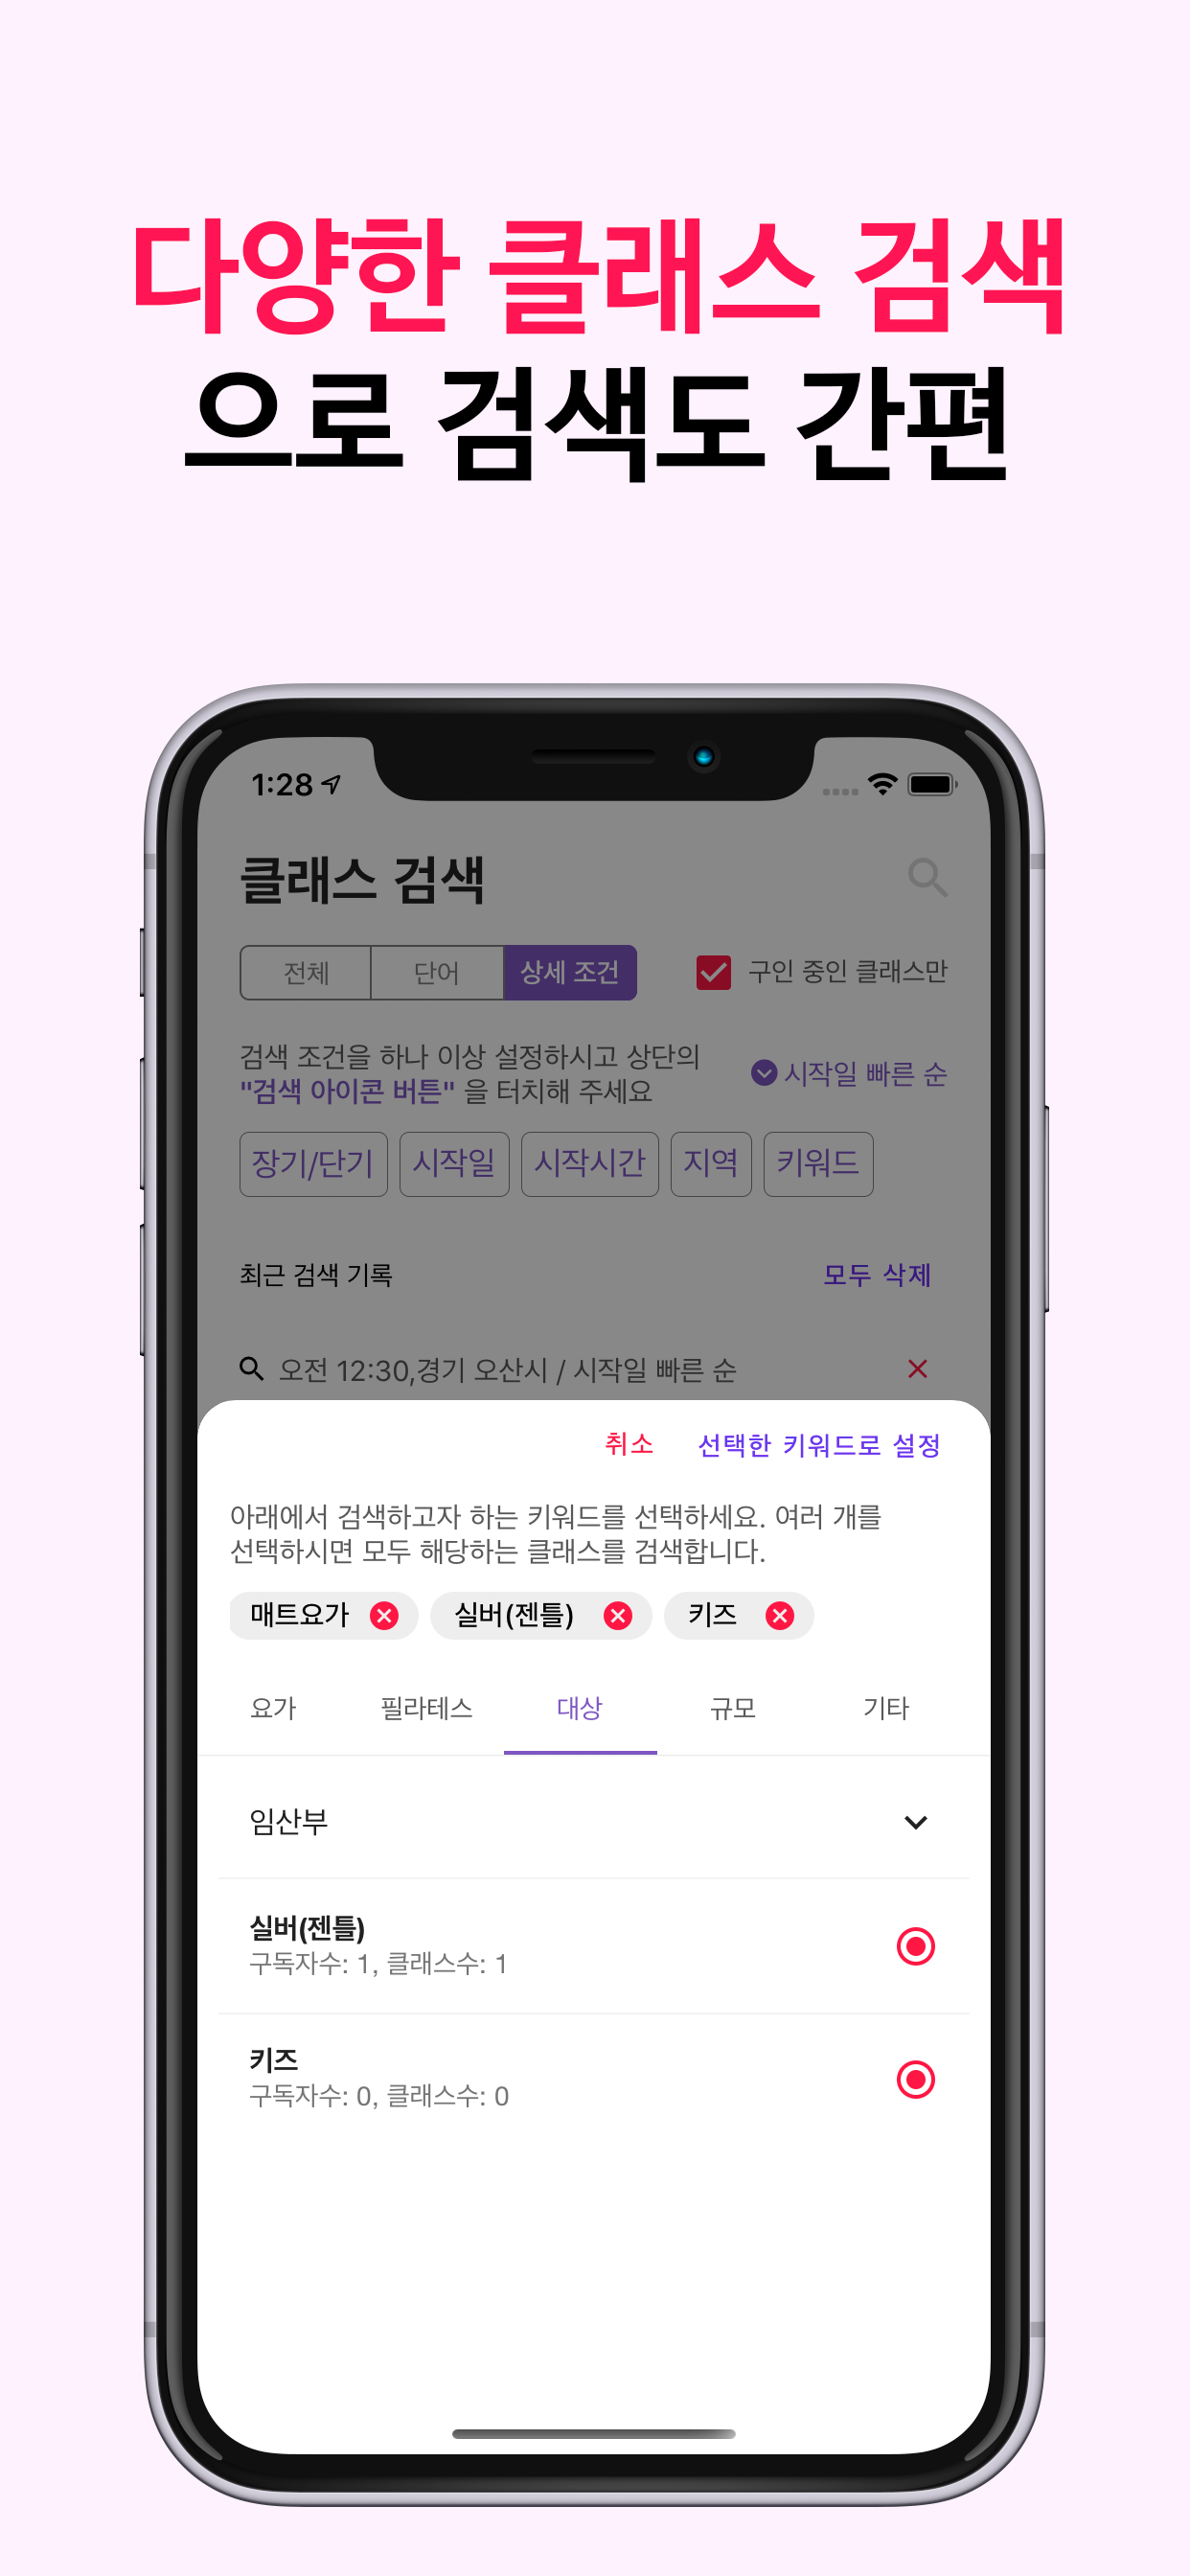 다양한 클래스 검색
으로 검색도 간편
1:28
클래스 검색
전체 단어 상세 조건 구인 중인 클래스만
검색 조건을 하나 이상 설정하시고 상단의
"검색 아이콘 버튼" 을 터치해 주세요
시작일 빠른 순
장기/단기 시작일 시작시간 지역 키워드
최근 검색 기록 모두 삭제
오전 12:30,경기 오산시 / 시작일 빠른 순
취소 선택한 키워드로 설정
아래에서 검색하고자 하는 키워드를 선택하세요. 여러 개를
선택하시면 모두 해당하는 클래스를 검색합니다.
매트요가 실버(젠틀) 키즈
요가 필라테스 대상 규모 기타
임산부
실버(젠틀)
구독자수: 1, 클래스수: 1
키즈
구독자수: 0, 클래스수: 0